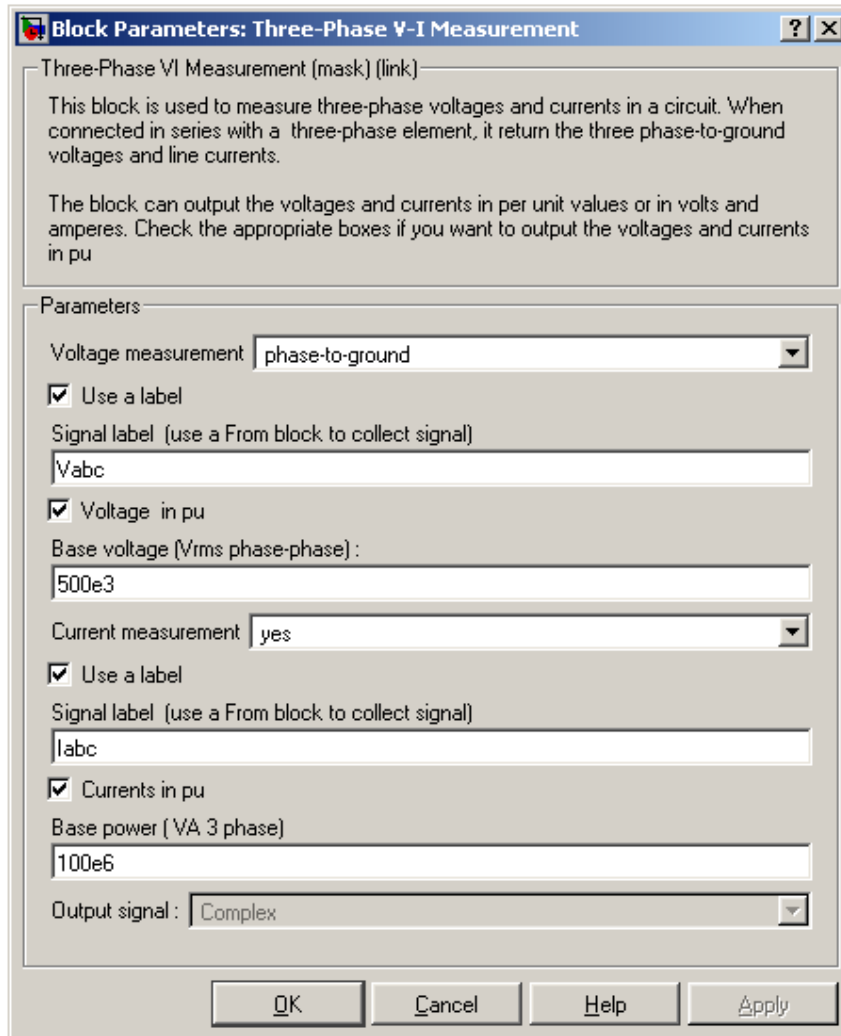 Block Parameters: Three-Phase V-I Measurement
Three-Phase VI Measurement (mask) (link)
This block is used to measure three-phase voltages and currents in a circuit. When
connected in series with a  three-phase element, it return the three phase-to-ground
voltages and line currents.
The block can output the voltages and currents in per unit values or in volts and
amperes. Check the appropriate boxes if you want to output the voltages and currents
in pu
Parameters
Voltage measurement phase-to-ground
Use a label
Signal label  (use a From block to collect signal)
Vabc
Voltage  in pu
Base voltage (Vrms phase-phase) :
500e3
Current measurement yes
Use a label
Signal label  (use a From block to collect signal)
Iabc
Currents in pu
Base power ( VA 3 phase)
100e6
Output signal : Complex
OK Cancel Help Apply